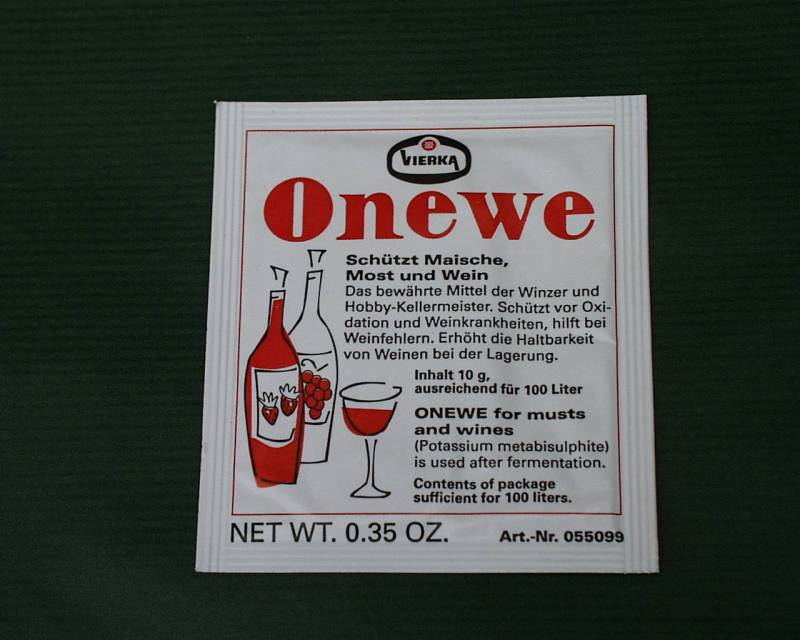 VIERKA
Onewe
Schützt Maische,
Most und Wein
Das bewährte Mittel der Winzer und
Hobby-Kellermeister. Schützt vor Oxi-
dation und Weinkrankheiten, hilft bei
Weinfehlern. Erhöht die Haltbarkeit
von Weinen bei der Lagerung.
Inhalt 10 g,
ausreichend für 100 Liter
ONEWE for musts
and wines
(Potassium metabisulphite)
is used after fermentation.
Contents of package
sufficient for 100 liters.
NET WT. 0.35 OZ.
Art.-Nr. 055099